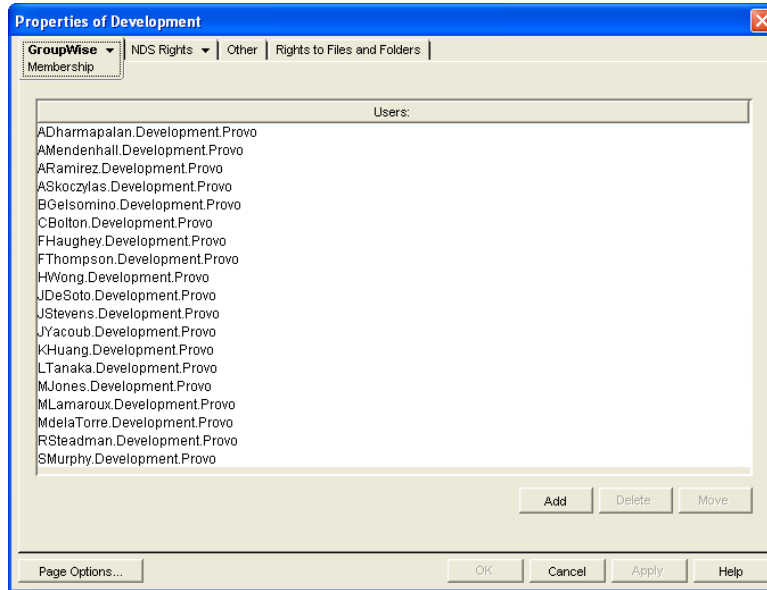 Properties of Development
GroupWise NDS Rights Other Rights to Files and Folders
Membership
Users:
ADharmapalan.Development.Provo
AMendenhall.Development.Provo
ARamirez.Development.Provo
ASkoczylas.Development.Provo
BGelsomino.Development.Provo
CBolton.Development.Provo
FHaughey.Development.Provo
FThompson.Development.Provo
HWong.Development.Provo
JDeSoto.Development.Provo
JStevens.Development.Provo
JYacoub.Development.Provo
KHuang.Development.Provo
LTanaka.Development.Provo
MJones.Development.Provo
MLamaroux.Development.Provo
MdelaTorre.Development.Provo
RSteadman.Development.Provo
SMurphy.Development.Provo
Add Delete Move
Page Options... OK Cancel Apply Help